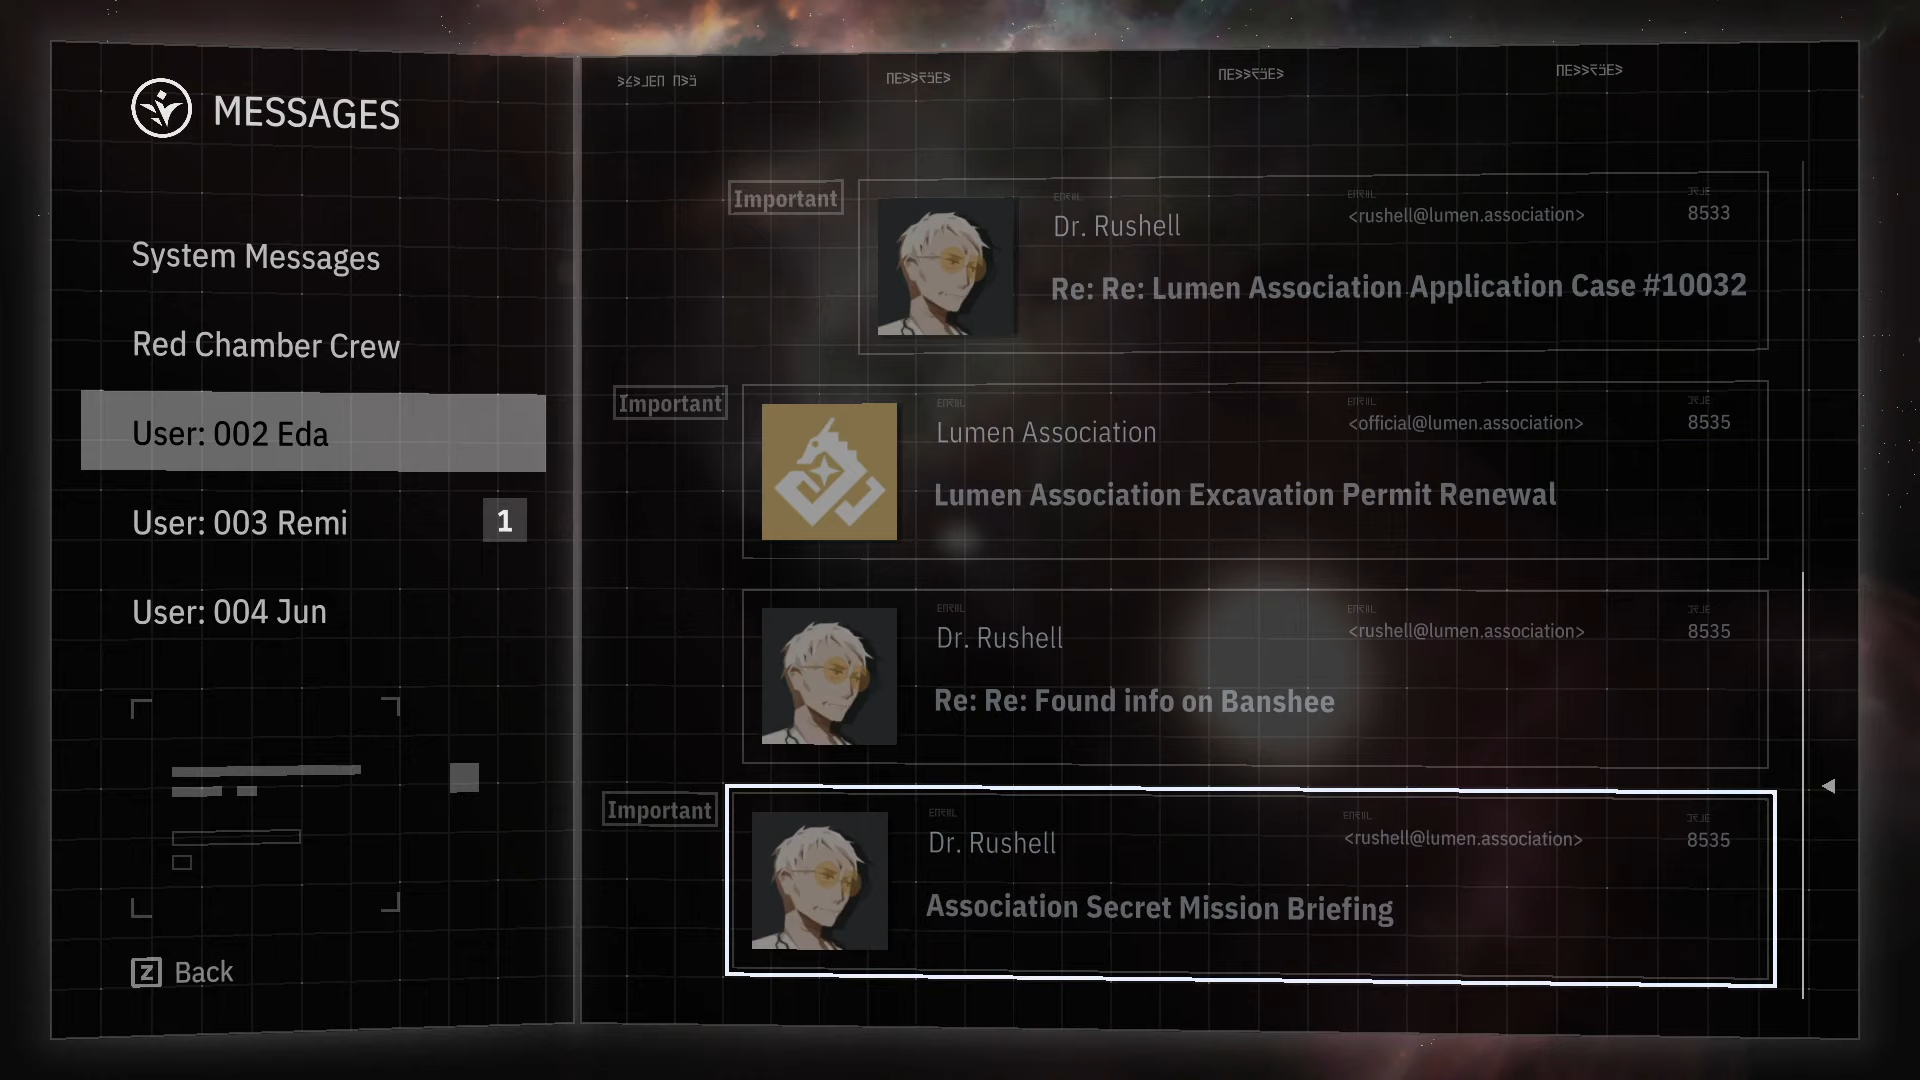 MESSAGES
System Messages
Red Chamber Crew
User: 002 Eda
User: 003 Remi
1
User: 004 Jun
Z Back
Important
Dr. Rushell
<rushell@lumen.association>
8533
Re: Re: Lumen Association Application Case #10032
Important
Lumen Association
<official@lumen.association>
8535
Lumen Association Excavation Permit Renewal
Dr. Rushell
<rushell@lumen.association>
8535
Re: Re: Found info on Banshee
Important
Dr. Rushell
<rushell@lumen.association>
8535
Association Secret Mission Briefing